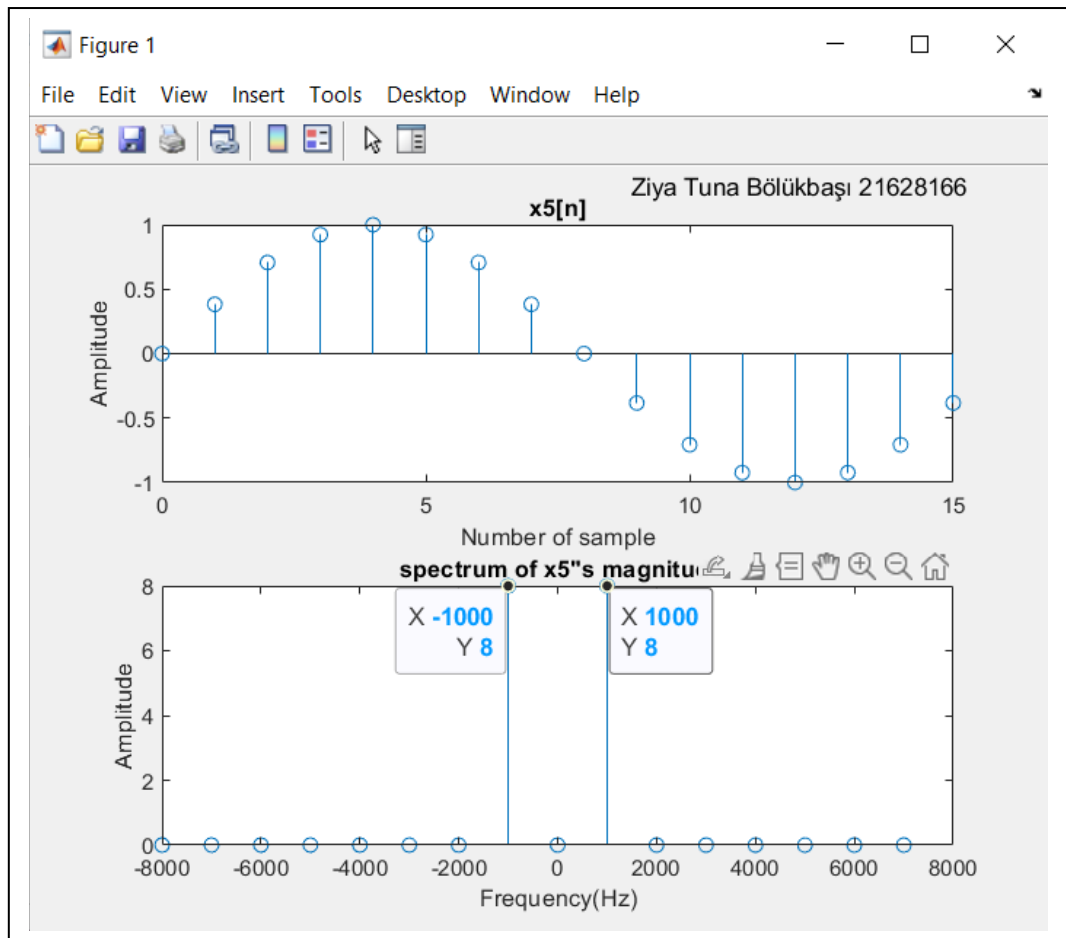 Figure 1
File Edit View Insert Tools Desktop Window Help
Ziya Tuna Bölükbaşı 21628166
x5[n]
1
0.5
0
-0.5
-1
Amplitude
0 5 10 15
Number of sample
spectrum of x5"s magnitu
8
6
4
2
0
Amplitude
X -1000
Y 8
X 1000
Y 8
-8000 -6000 -4000 -2000 0 2000 4000 6000 8000
Frequency(Hz)